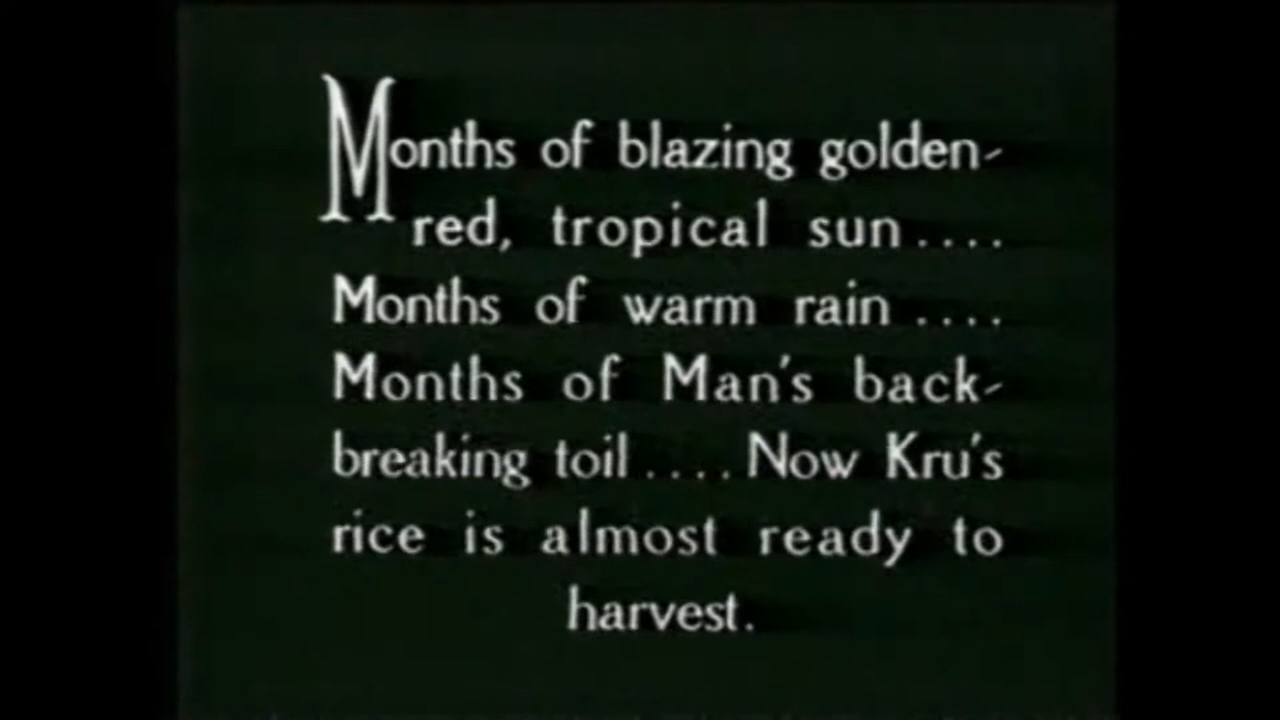 Months of blazing golden-
red, tropical sun....
Months of warm rain ....
Months of Man's back-
breaking toil .... Now Kru's
rice is almost ready to
harvest.